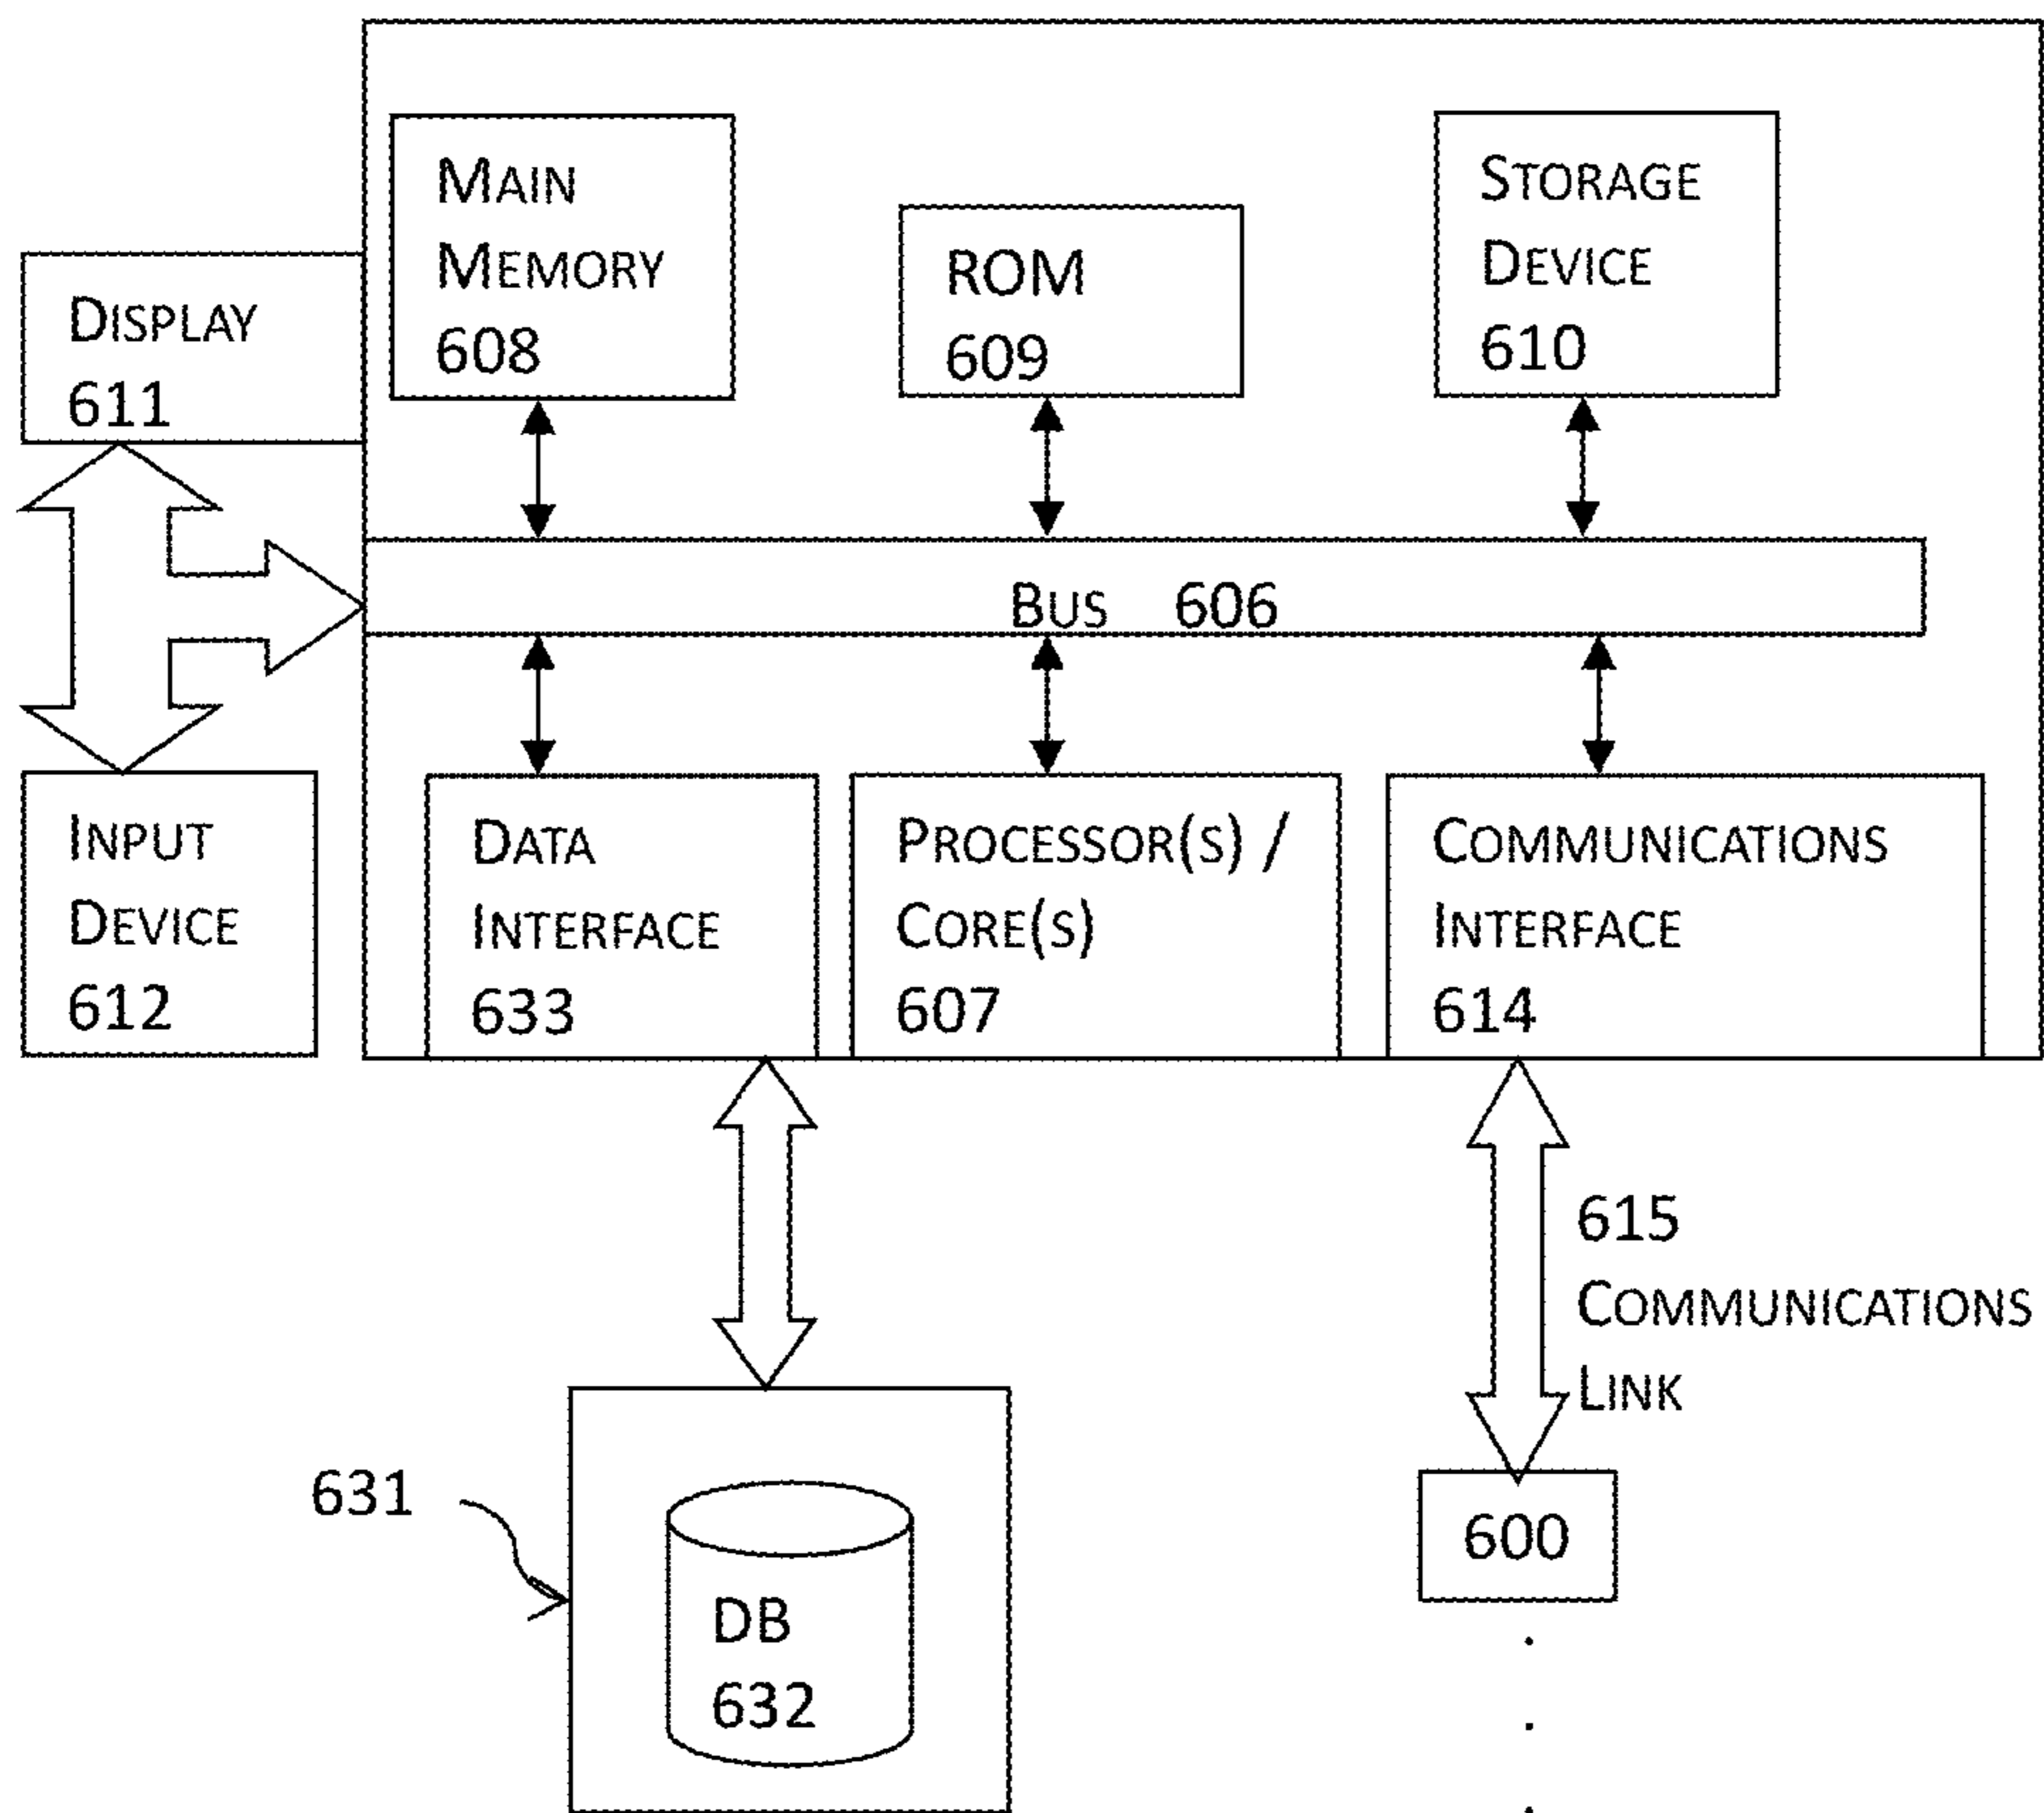 MAIN
MEMORY
608
ROM
609
STORAGE
DEVICE
610
DISPLAY
611
BUS 606
INPUT
DEVICE
612
DATA
INTERFACE
633
PROCESSOR(S) /
CORE(S)
607
COMMUNICATIONS
INTERFACE
614
615
COMMUNICATIONS
LINK
631
DB
632
600